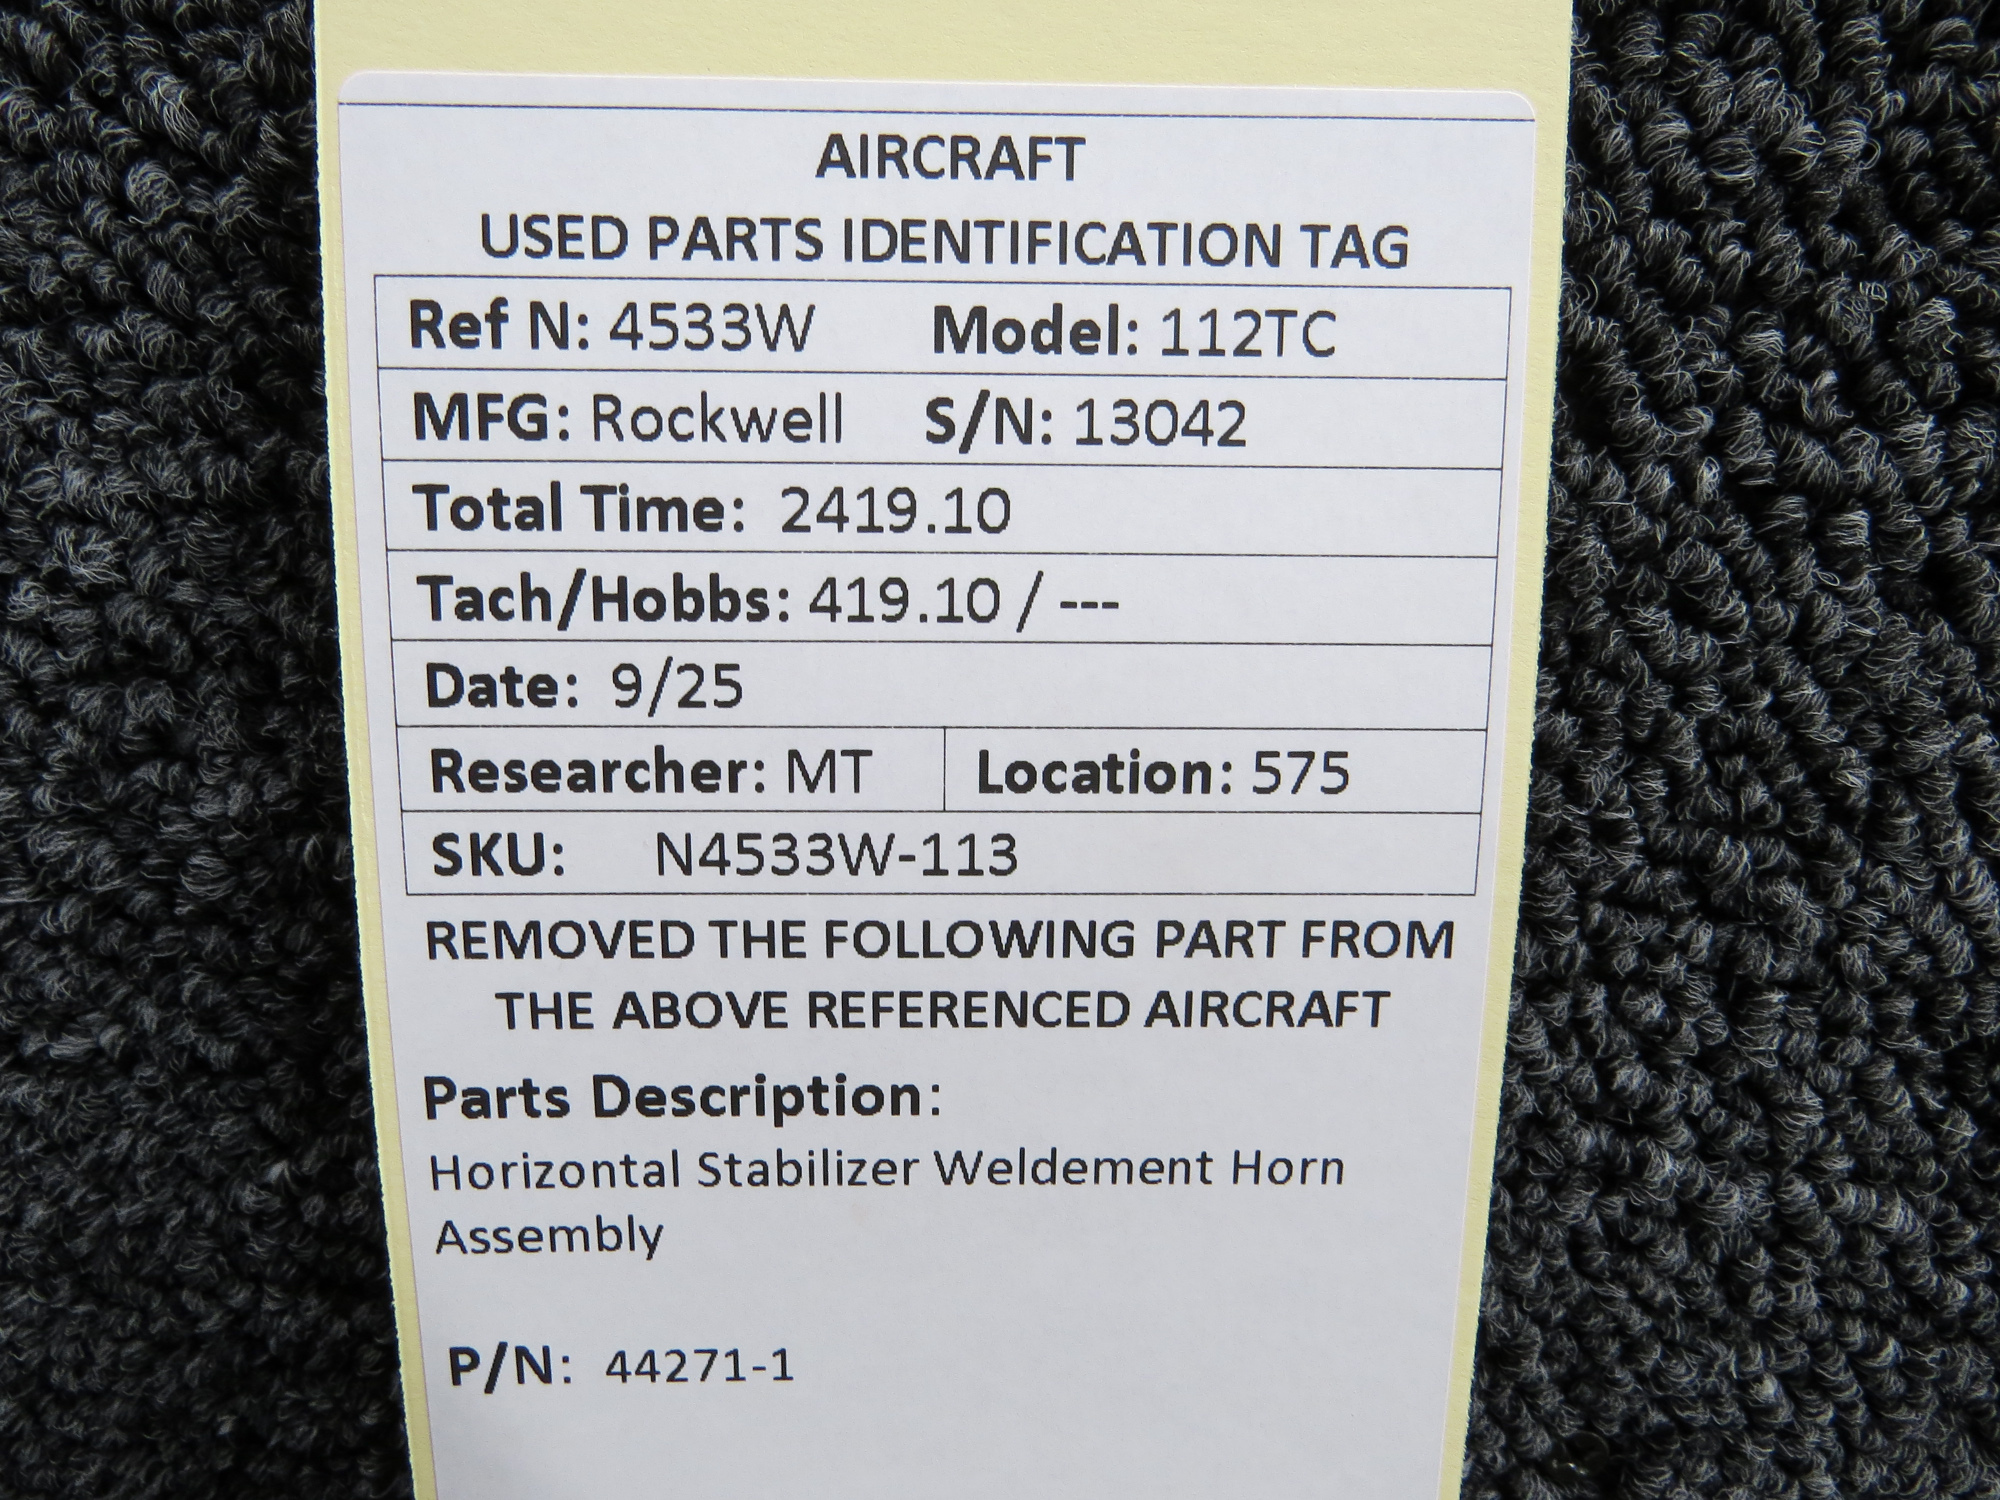 AIRCRAFT
USED PARTS IDENTIFICATION TAG
Ref N: 4533W Model: 112TC
MFG: Rockwell S/N: 13042
Total Time: 2419.10
Tach/Hobbs: 419.10 / ---
Date: 9/25
Researcher: MT Location: 575
SKU: N4533W-113
REMOVED THE FOLLOWING PART FROM
THE ABOVE REFERENCED AIRCRAFT
Parts Description:
Horizontal Stabilizer Weldement Horn
Assembly
P/N: 44271-1